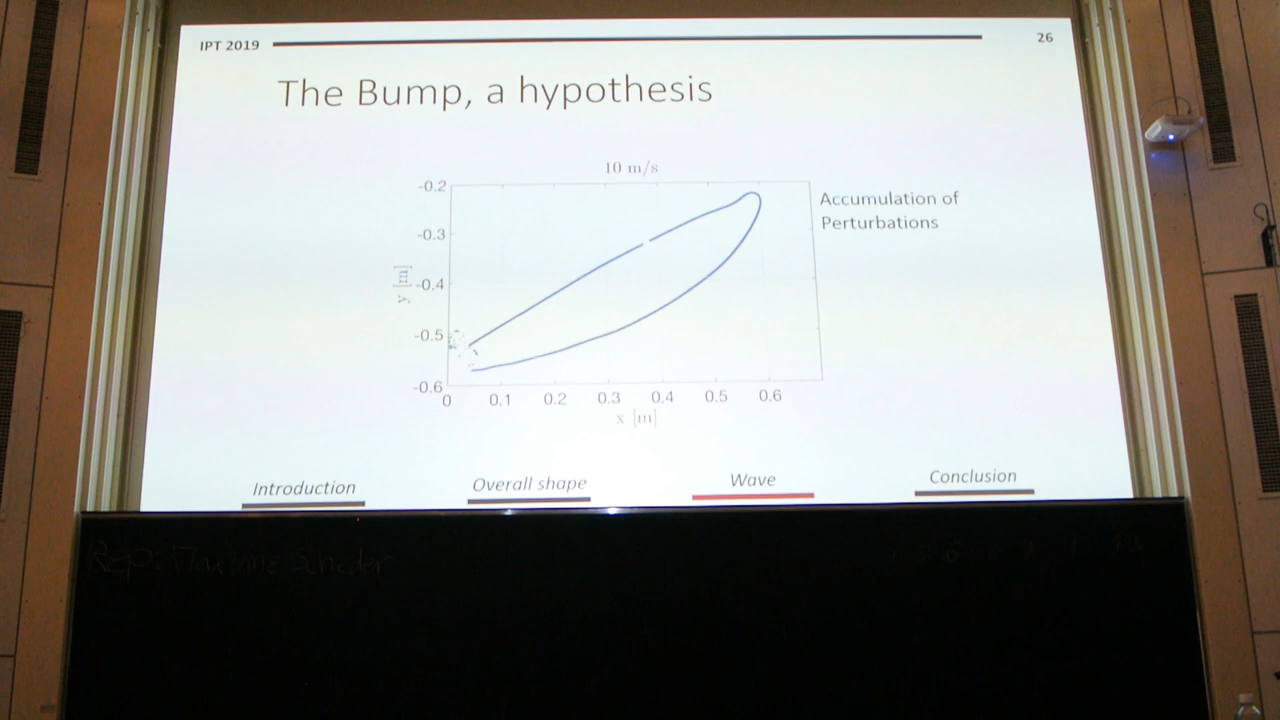 IPT 2019
26
The Bump, a hypothesis
10 m/s
-0.2
-0.3
-0.4
-0.5
-0.6
y [m]
0 0.1 0.2 0.3 0.4 0.5 0.6
x [m]
Accumulation of
Perturbations
Introduction
Overall shape
Wave
Conclusion
Rep: